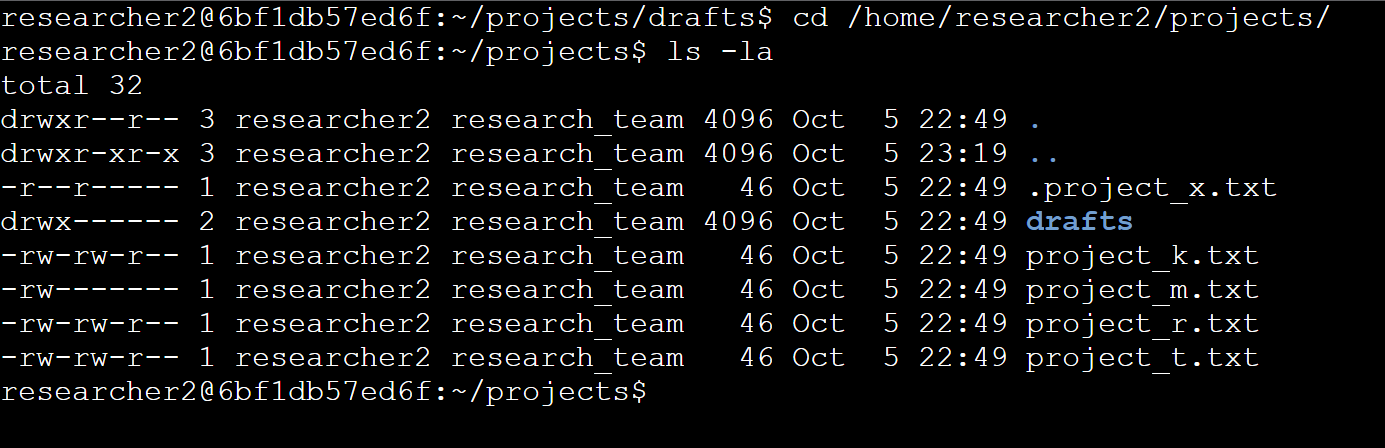 researcher2@6bf1db57ed6f:~/projects/drafts$ cd /home/researcher2/projects/
researcher2@6bf1db57ed6f:~/projects$ ls -la
total 32
drwxr--r-- 3 researcher2 research_team 4096 Oct  5 22:49 .
drwxr-xr-x 3 researcher2 research_team 4096 Oct  5 23:19 ..
-r--r----- 1 researcher2 research_team   46 Oct  5 22:49 .project_x.txt
drwx------ 2 researcher2 research_team 4096 Oct  5 22:49 drafts
-rw-rw-r-- 1 researcher2 research_team   46 Oct  5 22:49 project_k.txt
-rw------- 1 researcher2 research_team   46 Oct  5 22:49 project_m.txt
-rw-rw-r-- 1 researcher2 research_team   46 Oct  5 22:49 project_r.txt
-rw-rw-r-- 1 researcher2 research_team   46 Oct  5 22:49 project_t.txt
researcher2@6bf1db57ed6f:~/projects$